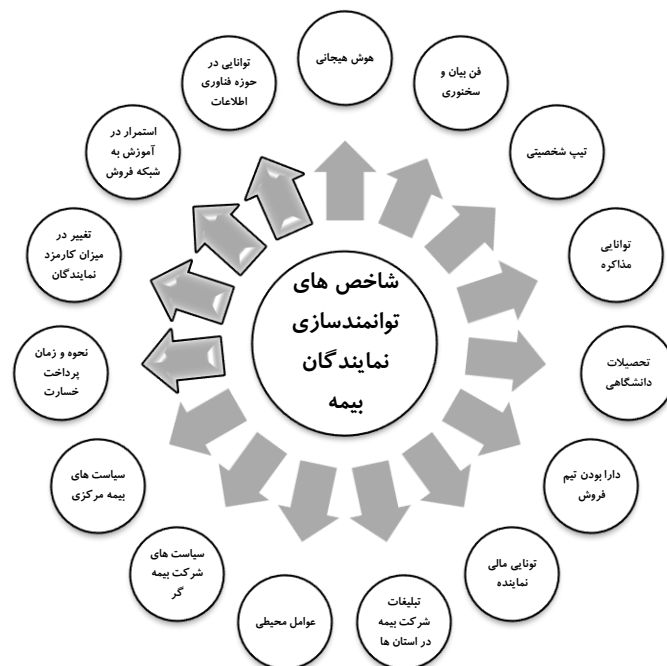 شاخص های
توانمندسازی
نمایندگان
بیمه
هوش هیجانی
فن بیان و
سخنوری
تیپ شخصیتی
توانایی
مذاکره
تحصیلات
دانشگاهی
دارا بودن تیم
فروش
تونایی مالی
نماینده
تبلیغات
شرکت بیمه
در استان ها
عوامل محیطی
سیاست های
شرکت بیمه
گر
سیاست های
بیمه مرکزی
نحوه و زمان
پرداخت
خسارت
تغییر در
میزان کارمزد
نمایندگان
استمرار در
آموزش به
شبکه فروش
توانایی در
حوزه فناوری
اطلاعات